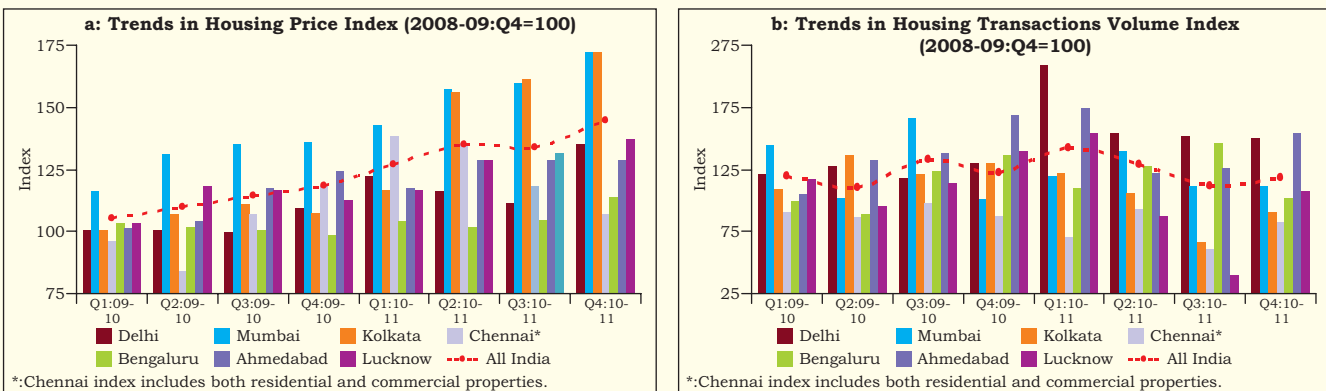 a: Trends in Housing Price Index (2008-09:Q4=100)
175
150
125
100
75
Index
Q1:09-10
Q2:09-10
Q3:09-10
Q4:09-10
Q1:10-11
Q2:10-11
Q3:10-11
Q4:10-11
Delhi Mumbai Kolkata Chennai*
Bengaluru Ahmedabad Lucknow All India
*:Chennai index includes both residential and commercial properties.
b: Trends in Housing Transactions Volume Index
(2008-09:Q4=100)
275
175
125
75
25
Index
Q1:09-10
Q2:09-10
Q3:09-10
Q4:09-10
Q1:10-11
Q2:10-11
Q3:10-11
Q4:10-11
Delhi Mumbai Kolkata Chennai*
Bengaluru Ahmedabad Lucknow All India
*:Chennai index includes both residential and commercial properties.